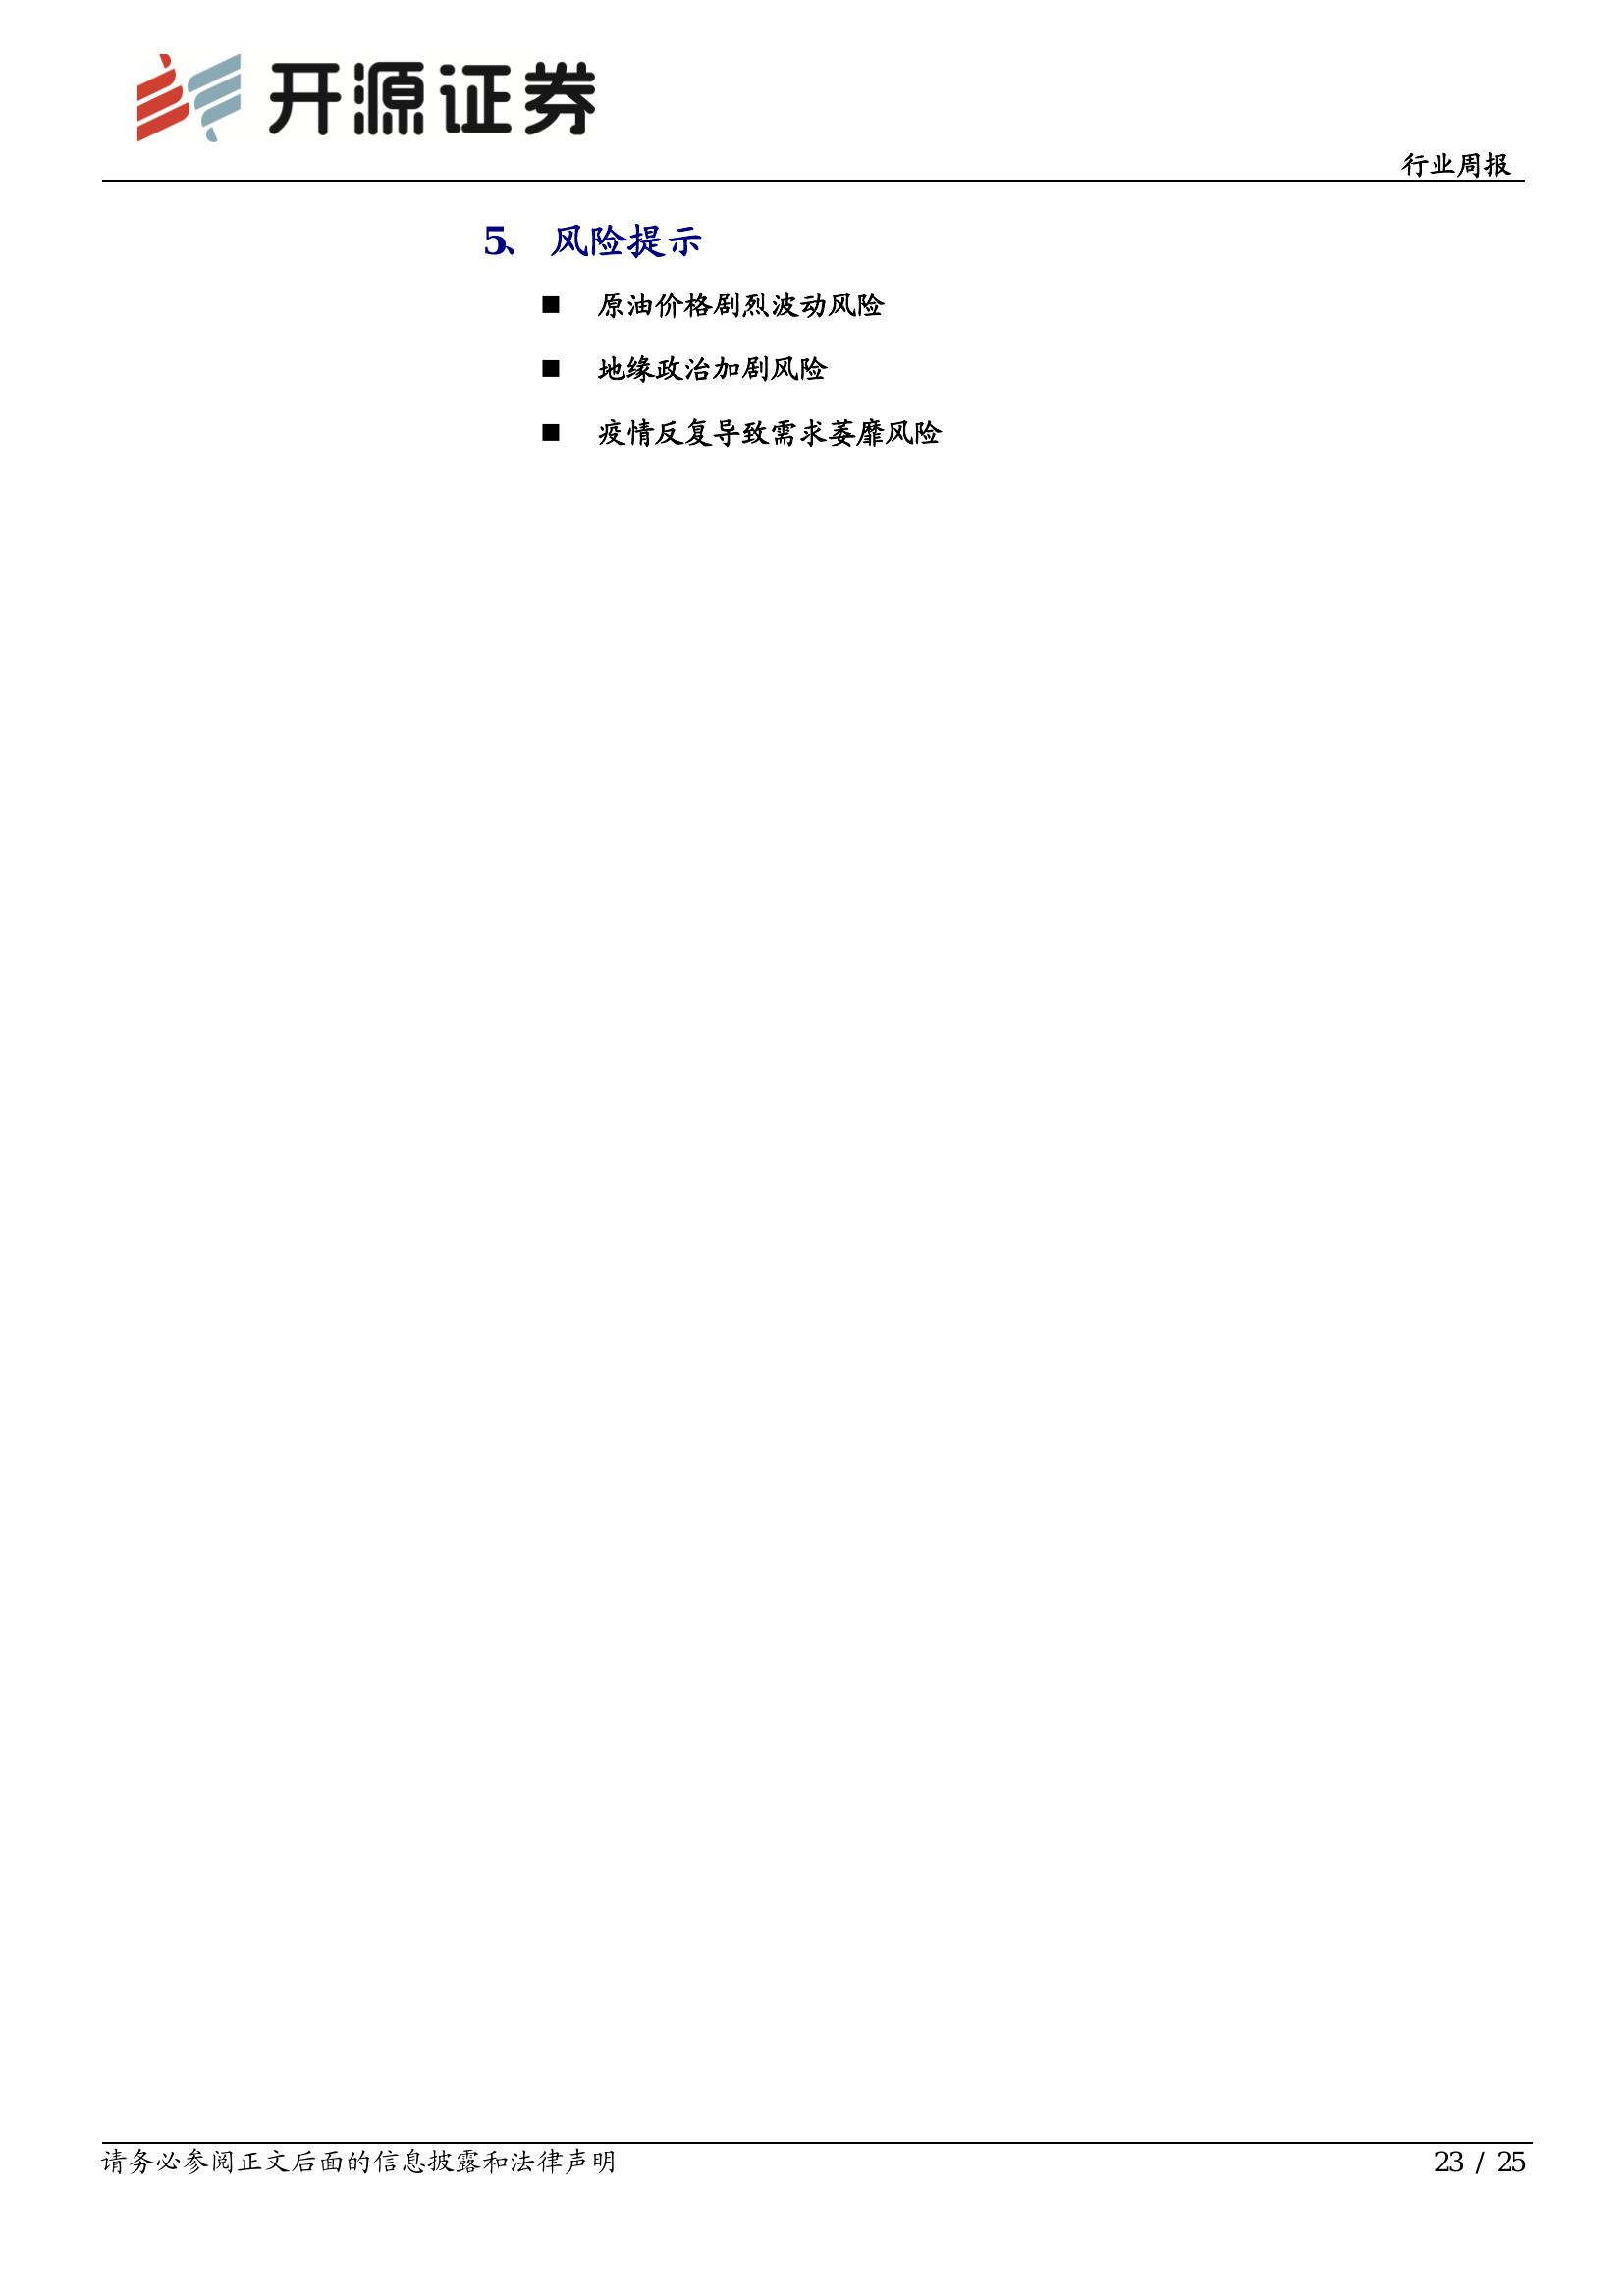 开源证券
行业周报
5、 风险提示
■ 原油价格剧烈波动风险
■ 地缘政治加剧风险
■ 疫情反复导致需求萎靡风险
请务必参阅正文后面的信息披露和法律声明
23 / 25